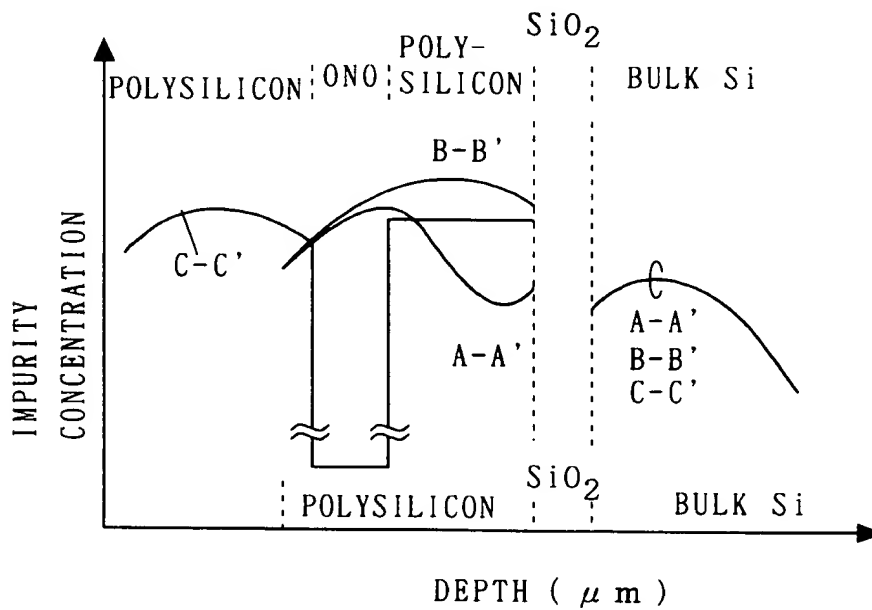 SiO2
POLY-
POLYSILICON ONO SILICON BULK Si
B-B'
C-C'
A-A'
A-A'
B-B'
C-C'
IMPURITY
CONCENTRATION
SiO2
POLYSILICON BULK Si
DEPTH ( μm )